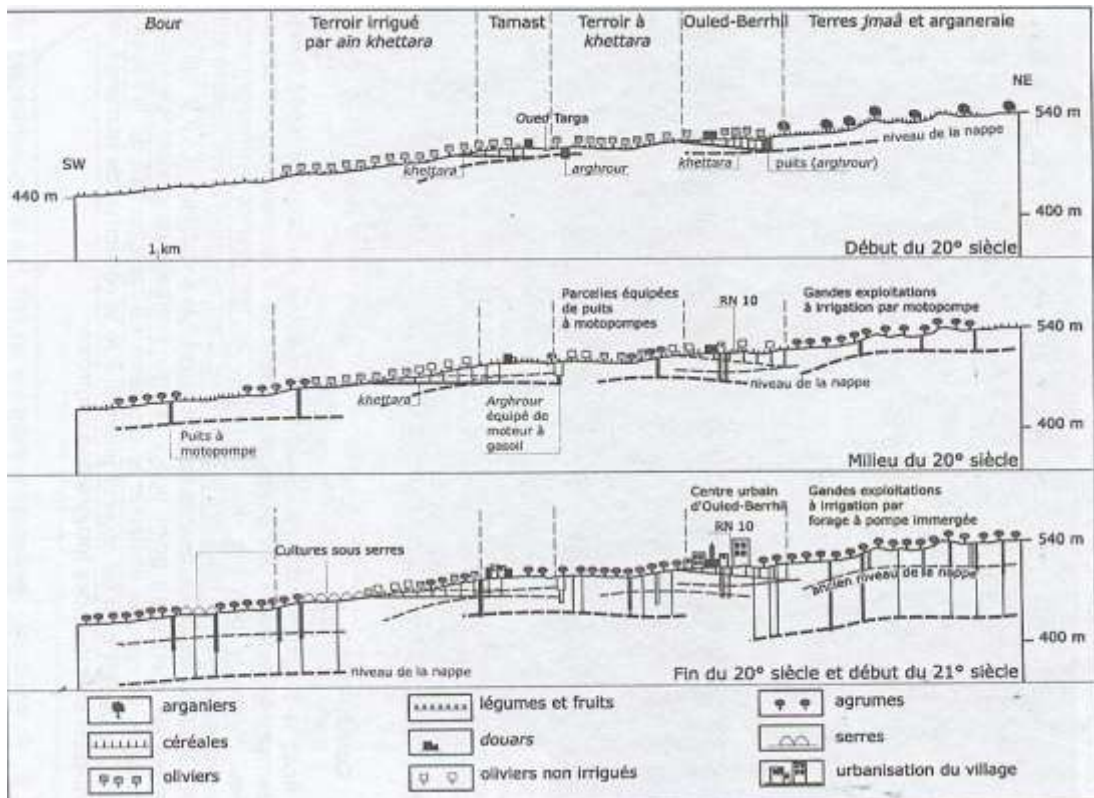 Bour
Terroir irrigué
par ain khettara
Tamast
Terroir à
khettara
Ouled-Berrhil
Terres Jmaâ et arganeraie
NE
540 m
Oued Targa
niveau de la nappe
SW
khettara
arghrour
khettara
puits (arghrour)
440 m
400 m
1 km
Début du 20° siècle
Parcelles équipées
de puits
à motopompes
RN 10
Gandes exploitations
à irrigation par motopompe
540 m
niveau de la nappe
khettara
Arghrour
équipé de
moteur à
gasoil
400 m
Puits à
motopompe
Milieu du 20° siècle
Centre urbain
d'Ouled-Berrhil
RN 10
Gandes exploitations
à irrigation par
forage à pompe immergée
540 m
Cultures sous serres
ancien niveau de la nappe
400 m
niveau de la nappe
Fin du 20° siècle et début du 21° siècle
arganiers
légumes et fruits
agrumes
céréales
douars
serres
oliviers
oliviers non irrigués
urbanisation du village